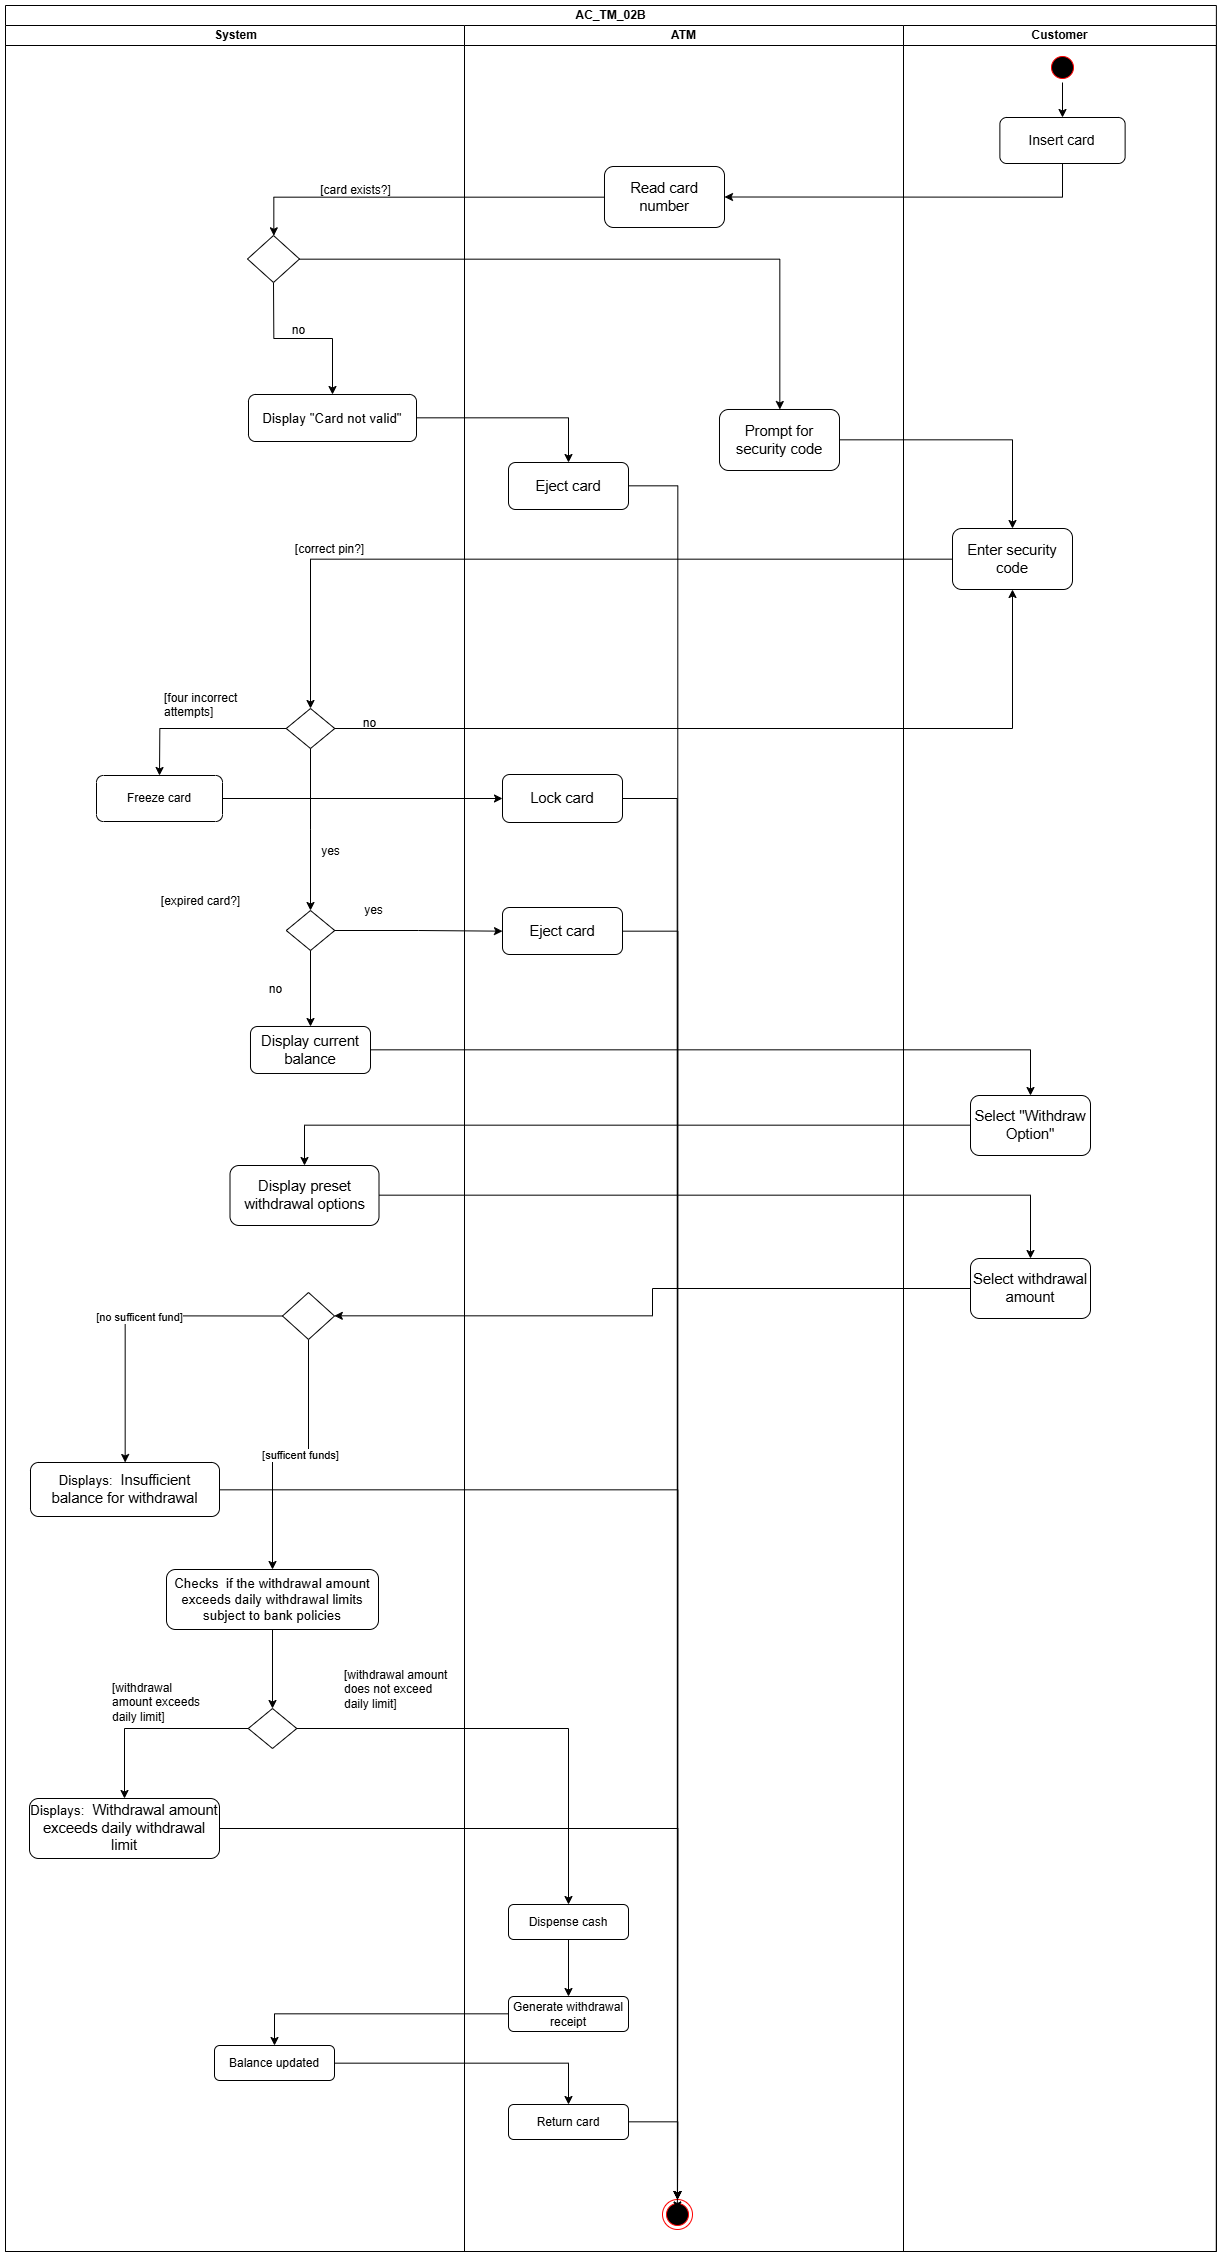 AC_TM_02B
System
ATM
Customer
Insert card
Read card
number
[card exists?]
no
Display "Card not valid"
Prompt for
security code
Eject card
Enter security
code
[correct pin?]
[four incorrect
attempts]
no
Freeze card
Lock card
yes
[expired card?]
yes
Eject card
no
Display current
balance
Select "Withdraw
Option"
Display preset
withdrawal options
Select withdrawal
amount
[no sufficent fund]
[sufficent funds]
Displays:  Insufficient
balance for withdrawal
Checks  if the withdrawal amount
exceeds daily withdrawal limits
subject to bank policies
[withdrawal
amount exceeds
daily limit]
[withdrawal amount
does not exceed
daily limit]
Displays:  Withdrawal amount
exceeds daily withdrawal
limit
Dispense cash
Generate withdrawal
receipt
Balance updated
Return card